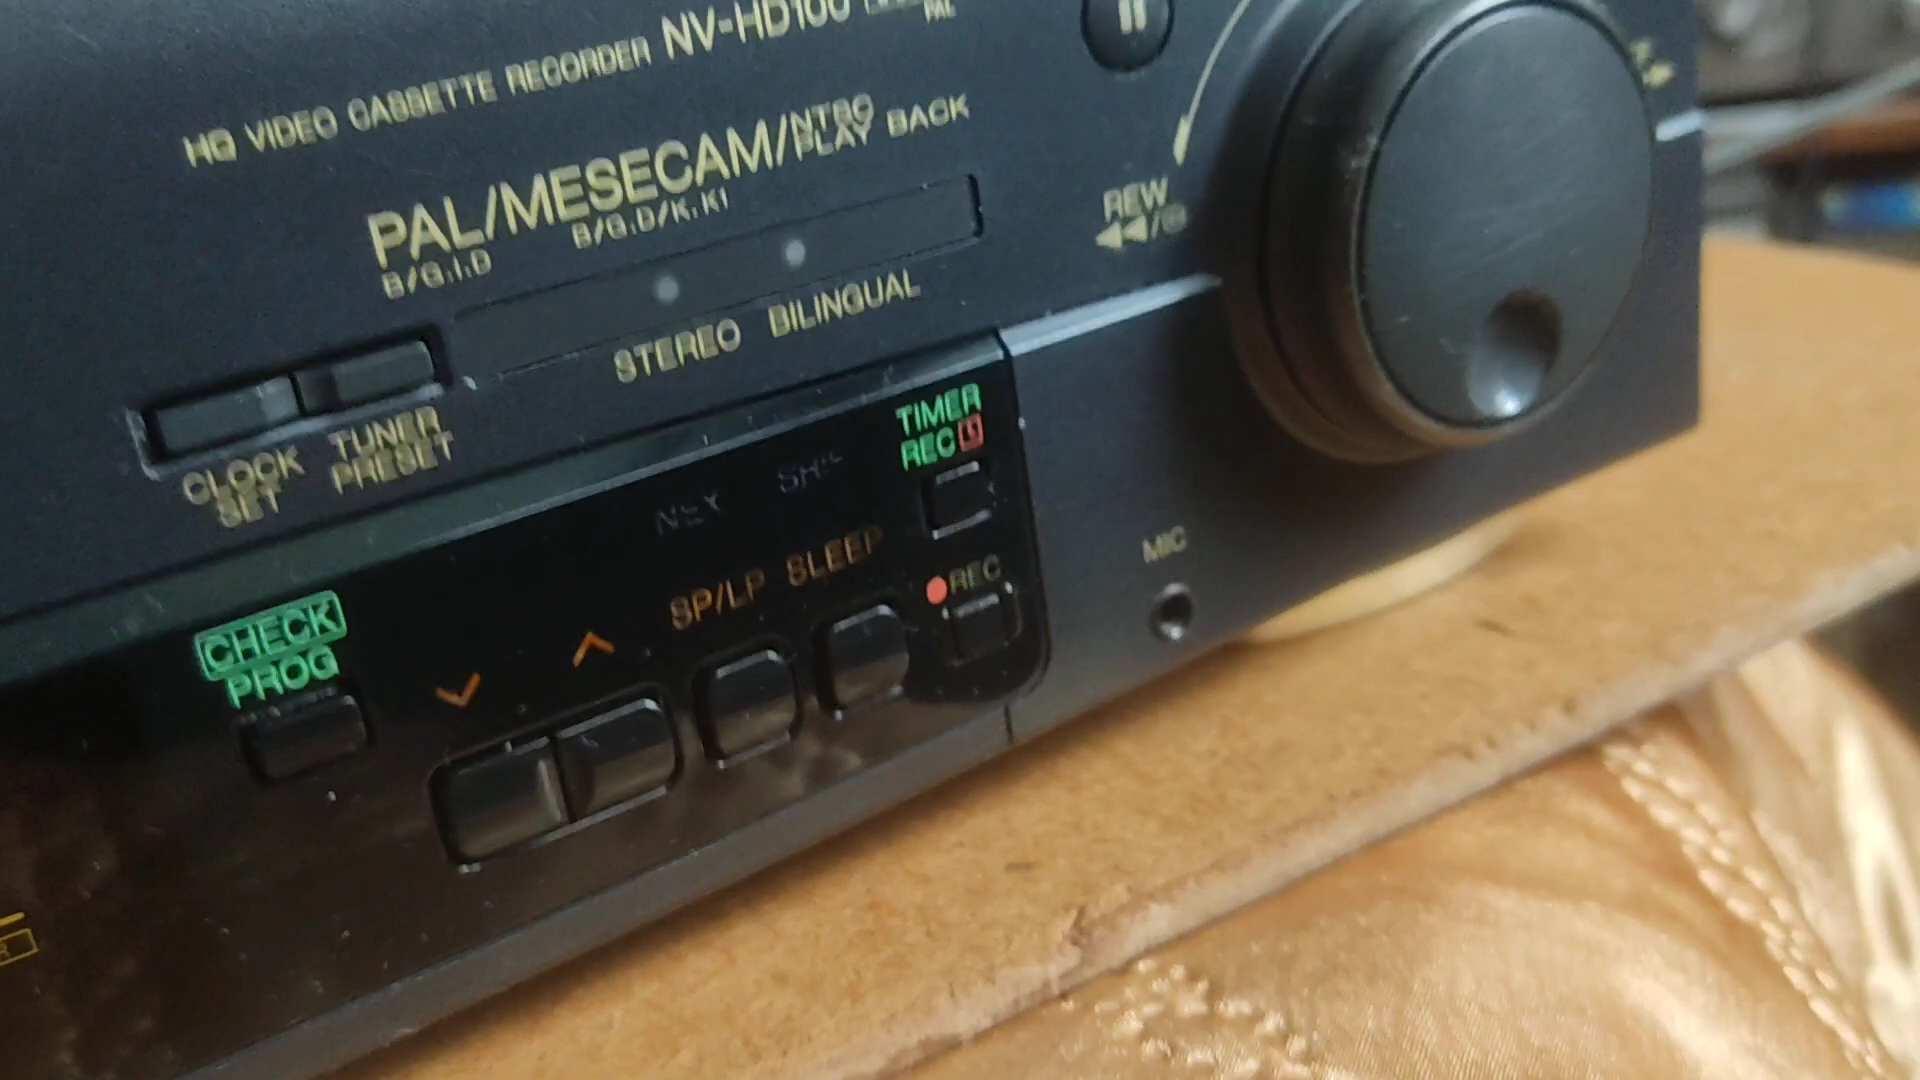 HQ VIDEO CASSETTE RECORDER NV-HD100
PAL
PAL/MESECAM/NTSC PLAY BACK
B/G.I.D B/G.D/K.K1
REW
STEREO BILINGUAL
CLOCK SET
TUNER PRESET
TIMER
REC
SP/LP SLEEP
REC
MIC
CHECK
PROG